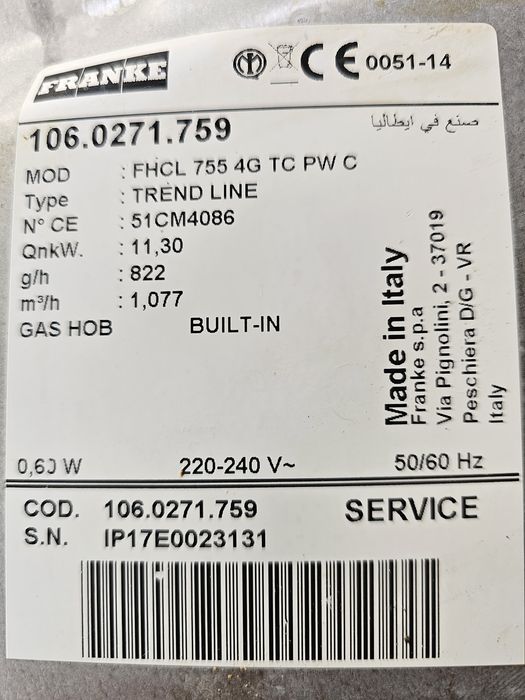 FRANKE
0051-14
106.0271.759
صنع في ايطاليا
MOD : FHCL 755 4G TC PW C
Type : TREND LINE
N° CE : 51CM4086
QnkW. : 11,30
g/h : 822
m³/h : 1,077
GAS HOB BUILT-IN
Made in Italy
Franke s.p.a
Via Pignolini, 2 - 37019
Peschiera D/G - VR
Italy
0,60 W 220-240 V~ 50/60 Hz
COD. 106.0271.759 SERVICE
S.N. IP17E0023131